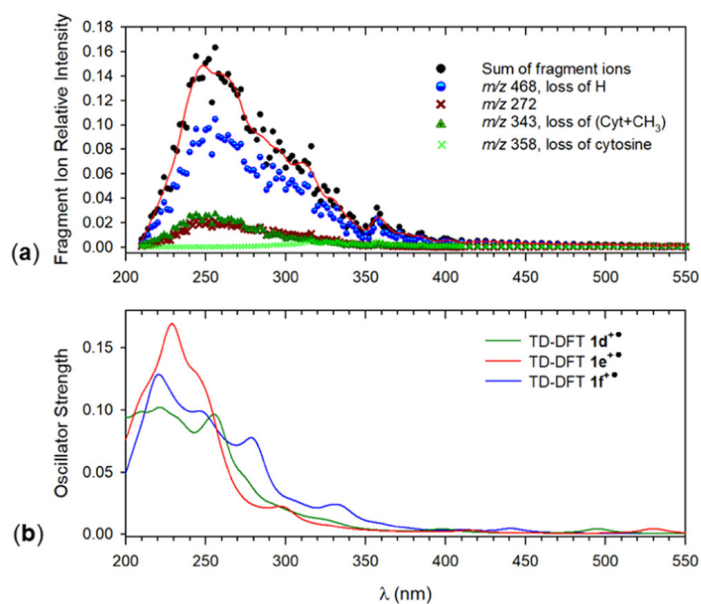 (a)
Fragment Ion Relative Intensity
0.18
0.16
0.14
0.12
0.10
0.08
0.06
0.04
0.02
0.00
Sum of fragment ions
m/z 468, loss of H
m/z 272
m/z 343, loss of (Cyt+CH₃)
m/z 358, loss of cytosine
200 250 300 350 400 450 500 550
(b)
Oscillator Strength
0.15
0.10
0.05
0.00
TD-DFT 1d⁺•
TD-DFT 1e⁺•
TD-DFT 1f⁺•
200 250 300 350 400 450 500 550
λ (nm)